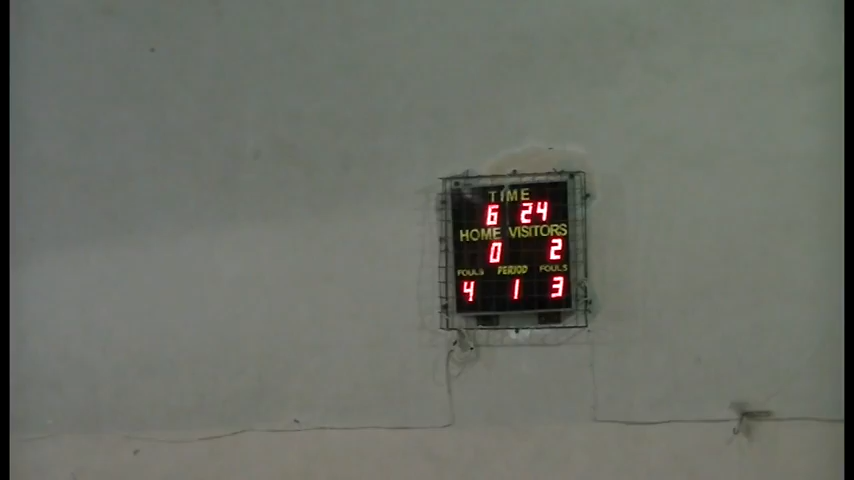 TIME
6 24
HOME VISITORS
0 2
FOULS PERIOD FOULS
4 1 3